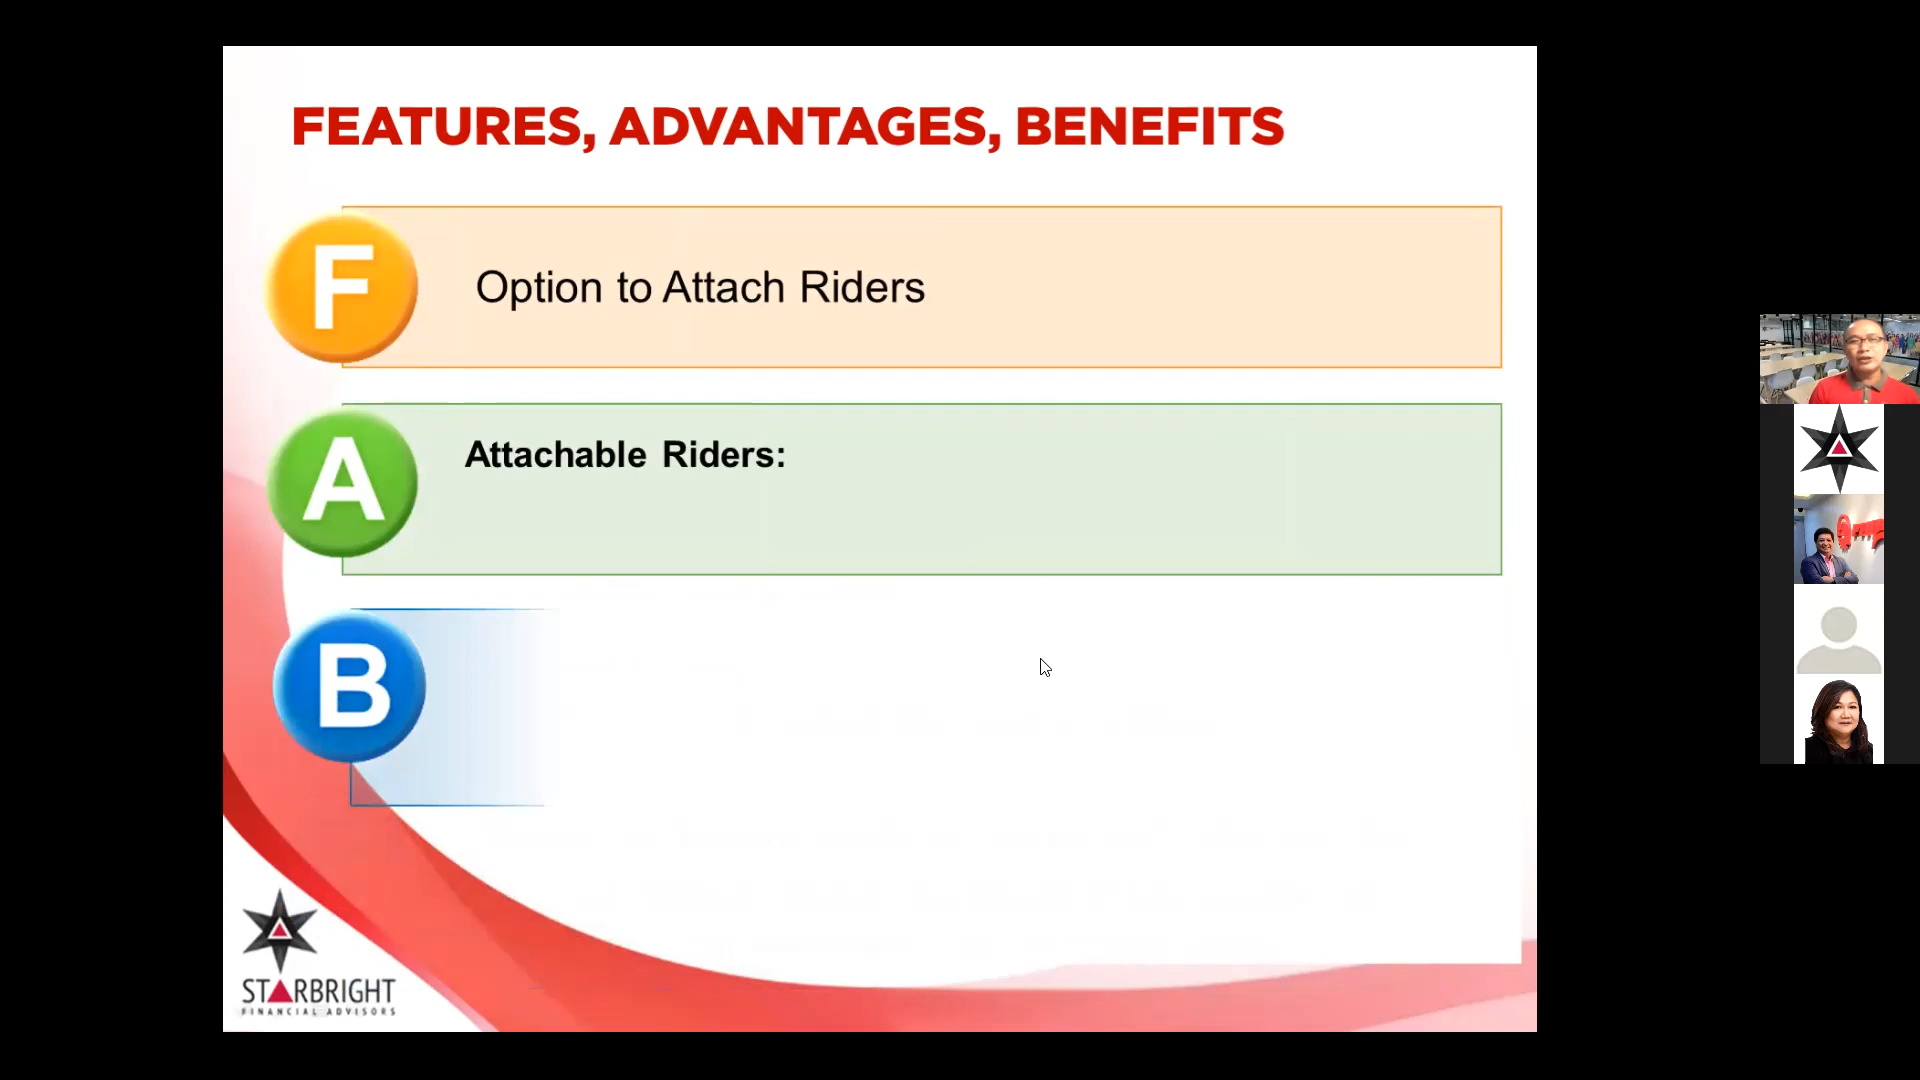 FEATURES, ADVANTAGES, BENEFITS
F
Option to Attach Riders
A
Attachable Riders:
B
STARBRIGHT
FINANCIAL ADVISORS